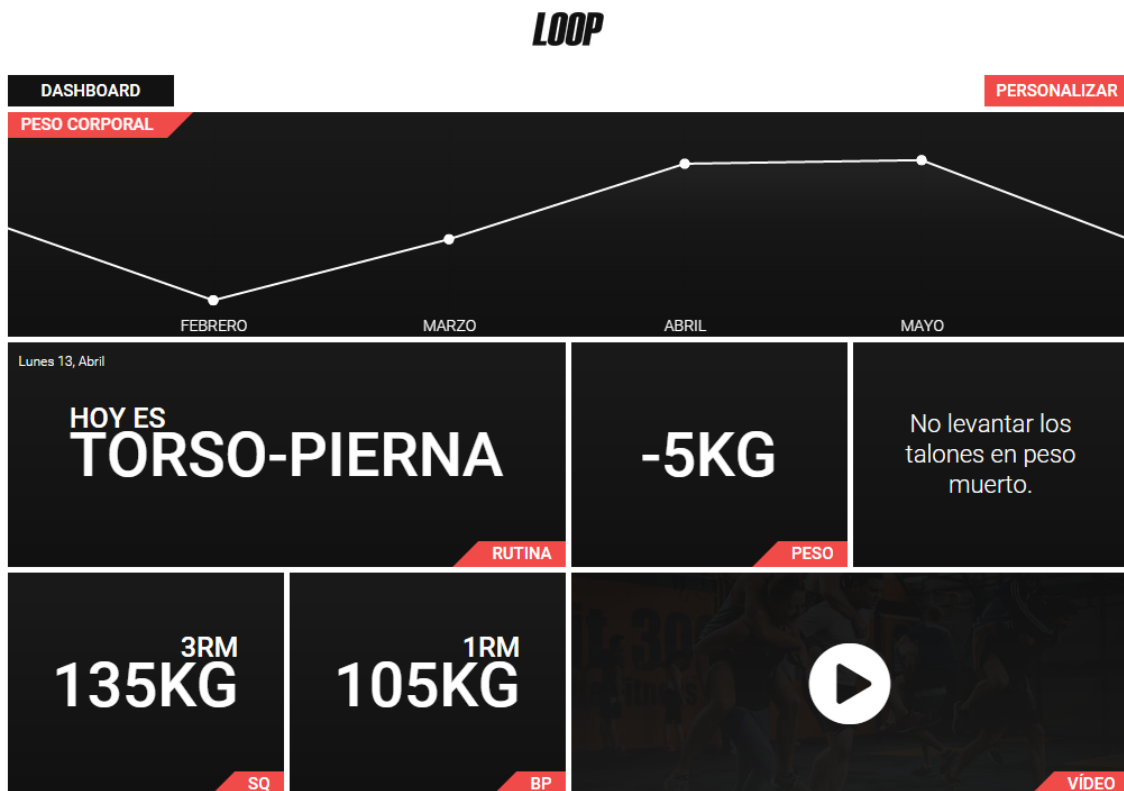 LOOP
DASHBOARD
PERSONALIZAR
PESO CORPORAL
FEBRERO
MARZO
ABRIL
MAYO
Lunes 13, Abril
HOY ES
TORSO-PIERNA
RUTINA
-5KG
PESO
No levantar los
talones en peso
muerto.
3RM
135KG
SQ
1RM
105KG
BP
VÍDEO